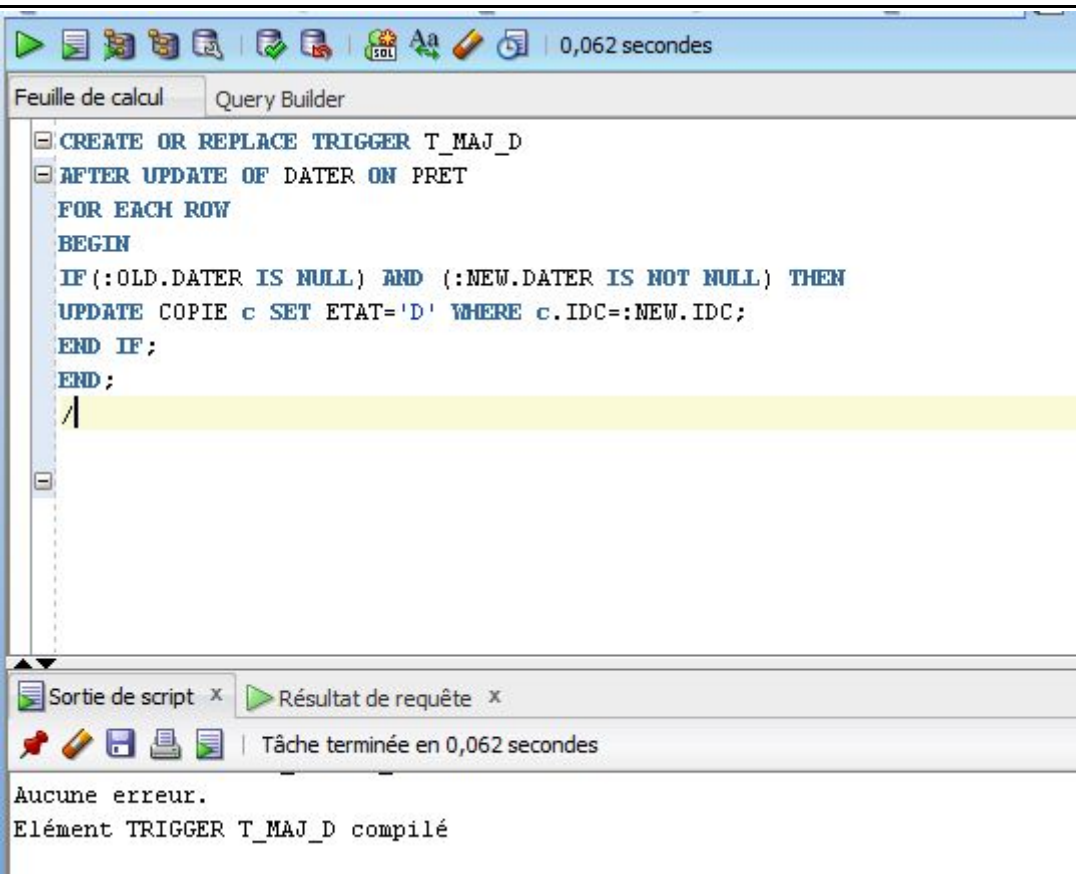 0,062 secondes
Feuille de calcul Query Builder
CREATE OR REPLACE TRIGGER T_MAJ_D
AFTER UPDATE OF DATER ON PRET
FOR EACH ROW
BEGIN
IF(:OLD.DATER IS NULL) AND (:NEW.DATER IS NOT NULL) THEN
UPDATE COPIE c SET ETAT='D' WHERE c.IDC=:NEW.IDC;
END IF;
END;
/
Sortie de script x Résultat de requête x
Tâche terminée en 0,062 secondes
Aucune erreur.
Elément TRIGGER T_MAJ_D compilé